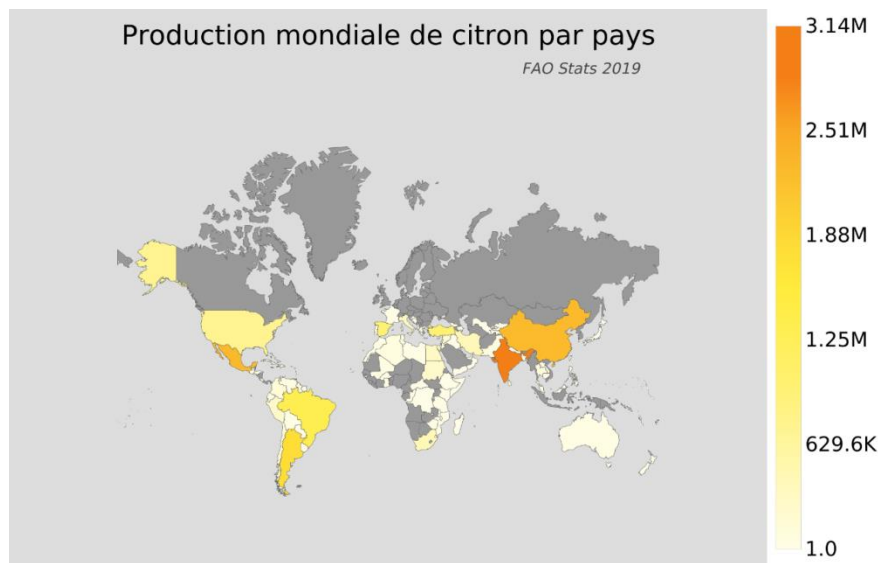 Production mondiale de citron par pays
FAO Stats 2019
3.14M
2.51M
1.88M
1.25M
629.6K
1.0